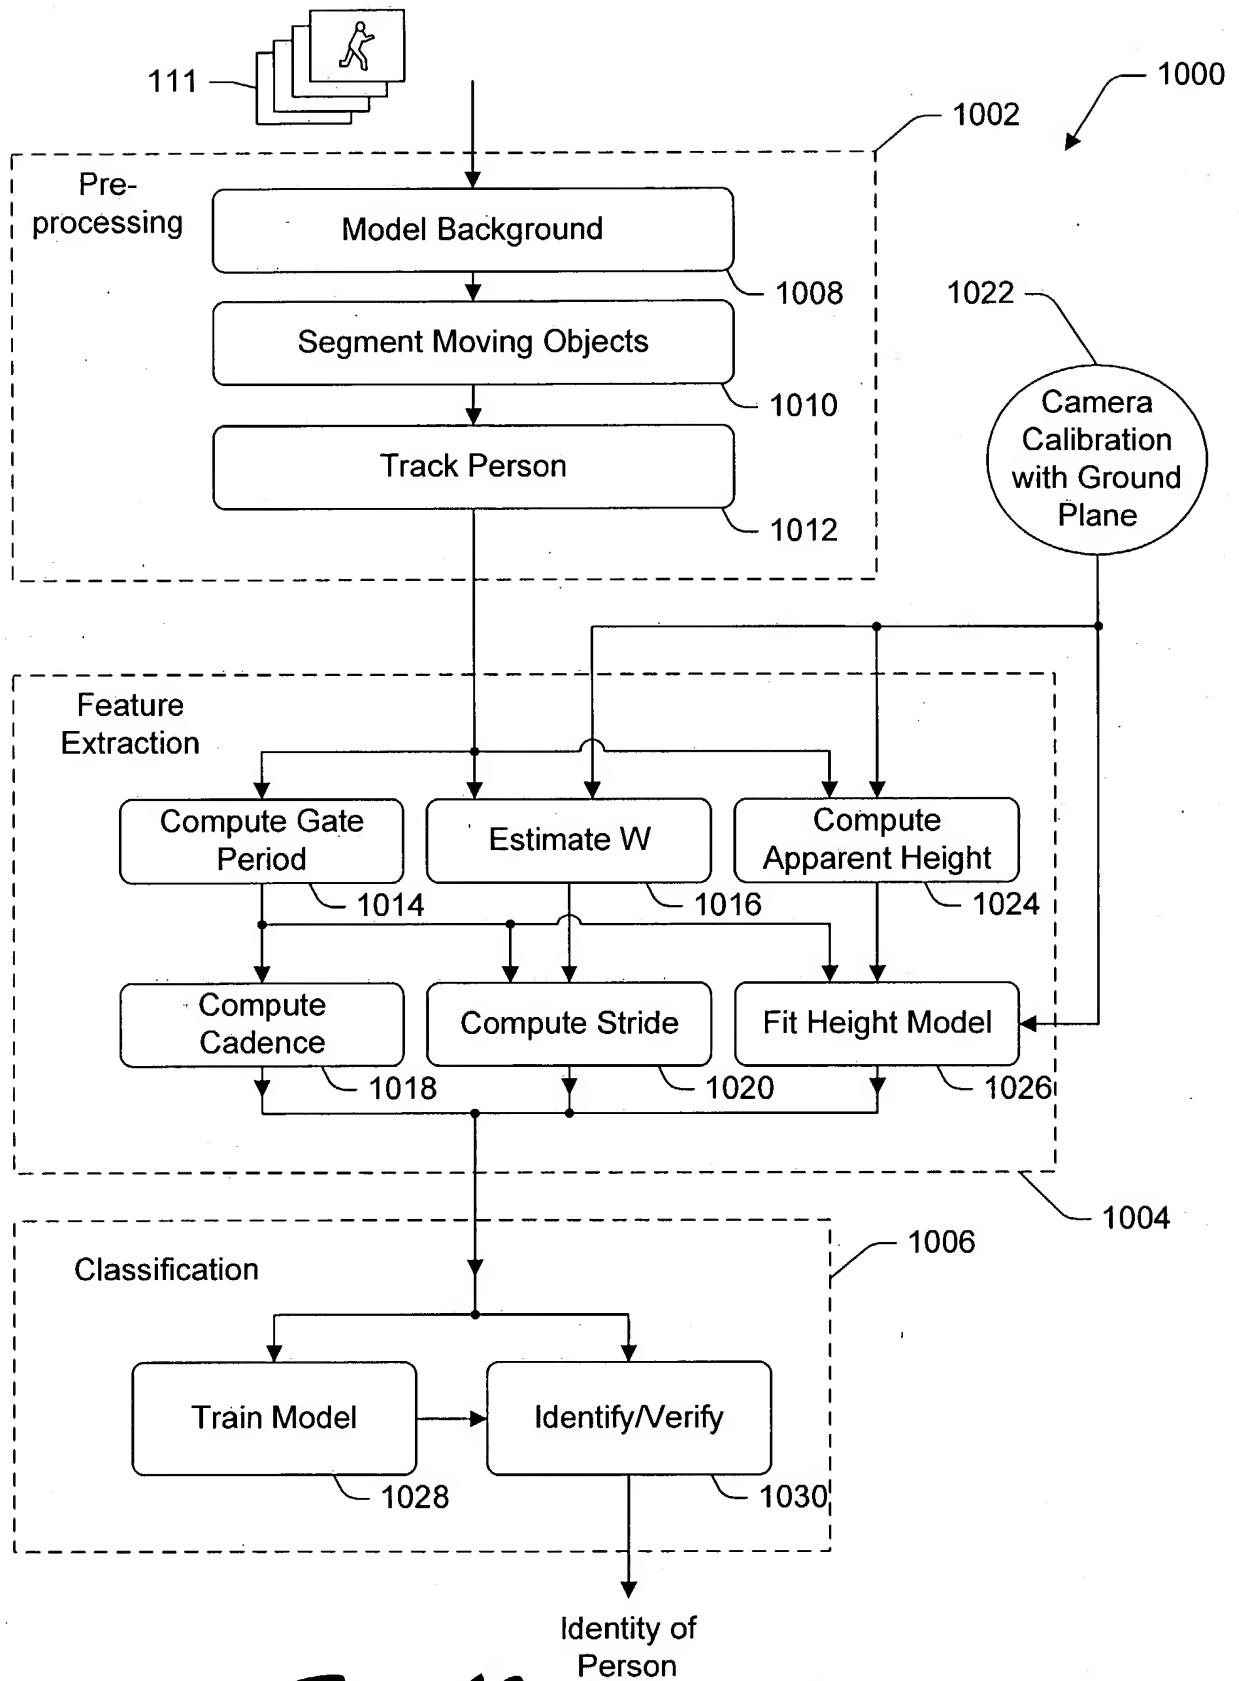 111
1000
1002
Pre-
processing
Model Background
1008
1022
Segment Moving Objects
1010
Camera
Calibration
with Ground
Plane
Track Person
1012
Feature
Extraction
Compute Gate
Period
1014
Estimate W
1016
Compute
Apparent Height
1024
Compute
Cadence
1018
Compute Stride
1020
Fit Height Model
1026
1004
1006
Classification
Train Model
1028
Identify/Verify
1030
Identity of
Person